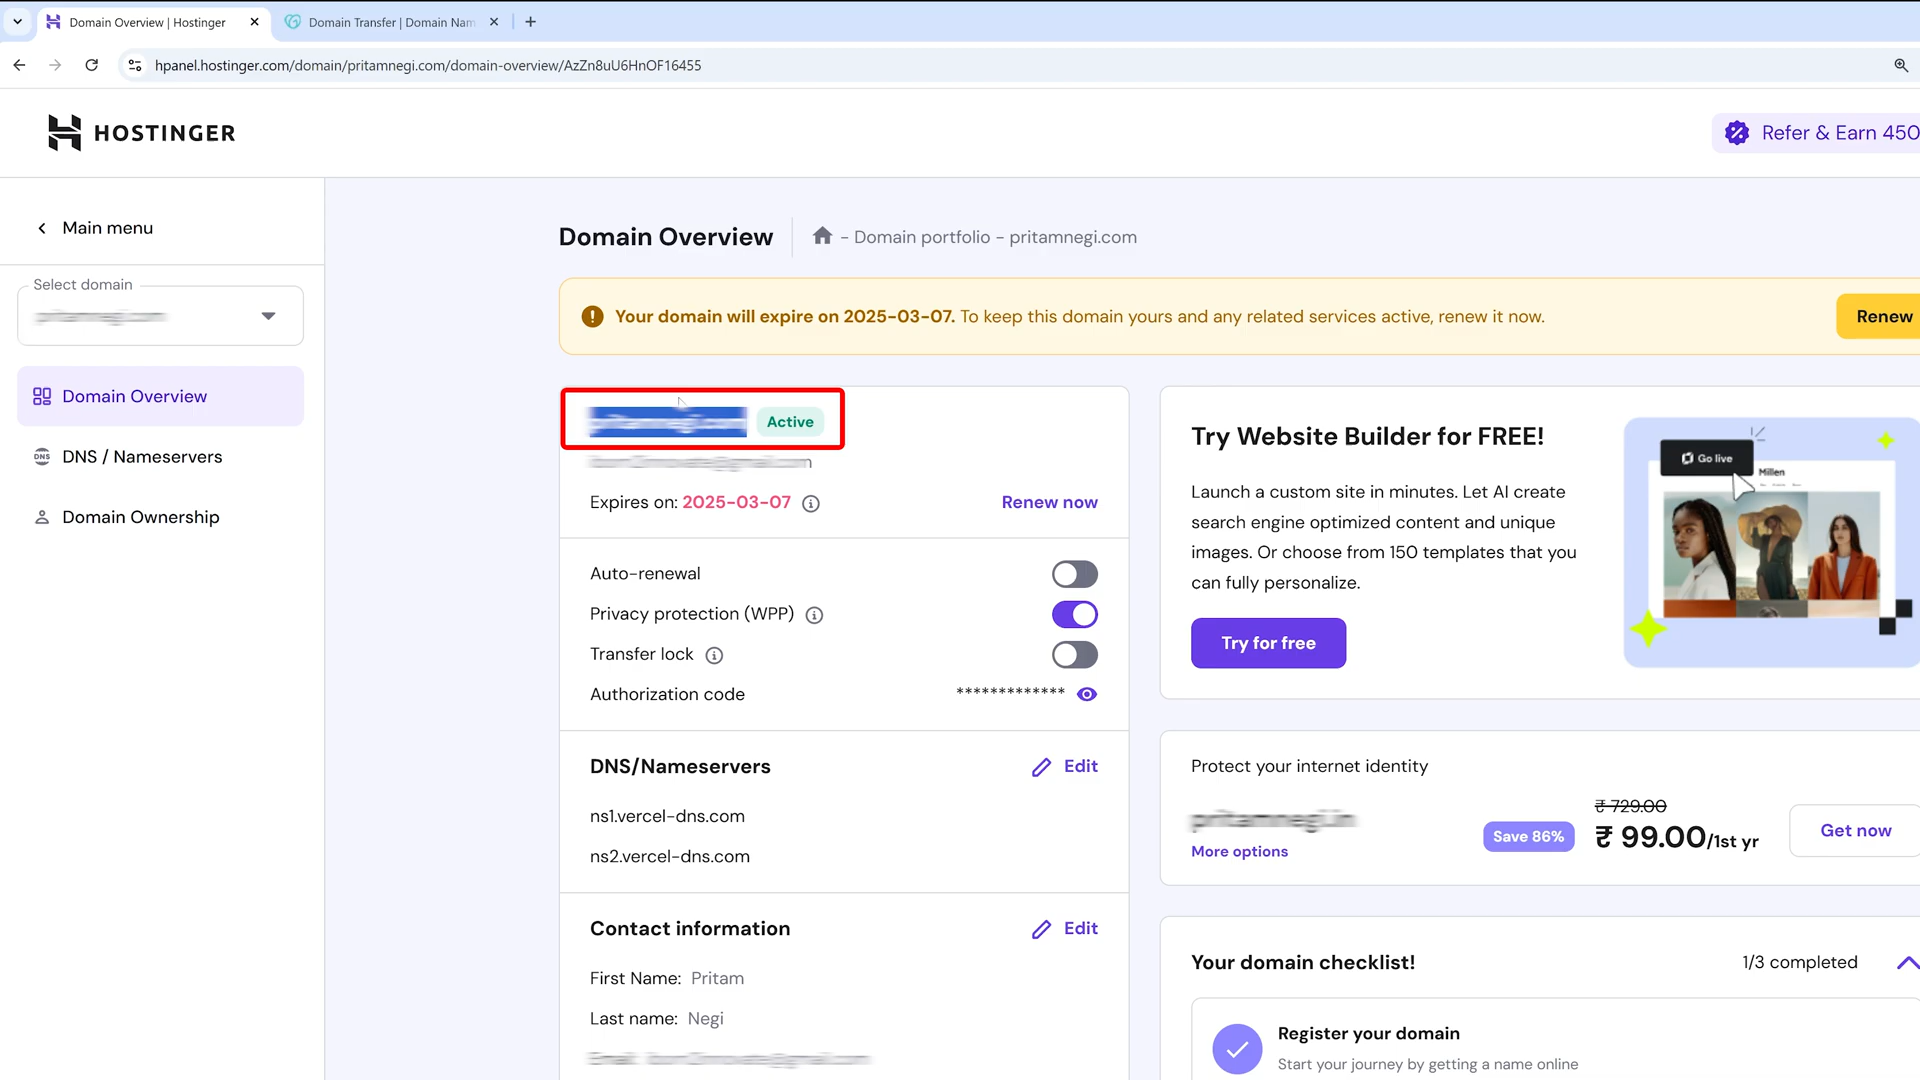 Domain Overview | Hostinger
Domain Transfer | Domain Nam
hpanel.hostinger.com/domain/pritamnegi.com/domain-overview/AzZn8uU6HnOF16455
HOSTINGER
Refer & Earn 450
Main menu
Select domain
Domain Overview
DNS / Nameservers
Domain Ownership
Domain Overview
- Domain portfolio - pritamnegi.com
Your domain will expire on 2025-03-07. To keep this domain yours and any related services active, renew it now.
Renew
Active
Expires on: 2025-03-07
Renew now
Auto-renewal
Privacy protection (WPP)
Transfer lock
Authorization code
*************
DNS/Nameservers
Edit
ns1.vercel-dns.com
ns2.vercel-dns.com
Contact information
Edit
First Name: Pritam
Last name: Negi
Try Website Builder for FREE!
Launch a custom site in minutes. Let AI create
search engine optimized content and unique
images. Or choose from 150 templates that you
can fully personalize.
Try for free
Go live
Millen
Protect your internet identity
More options
Save 86%
₹ 729.00
₹ 99.00/1st yr
Get now
Your domain checklist!
1/3 completed
Register your domain
Start your journey by getting a name online